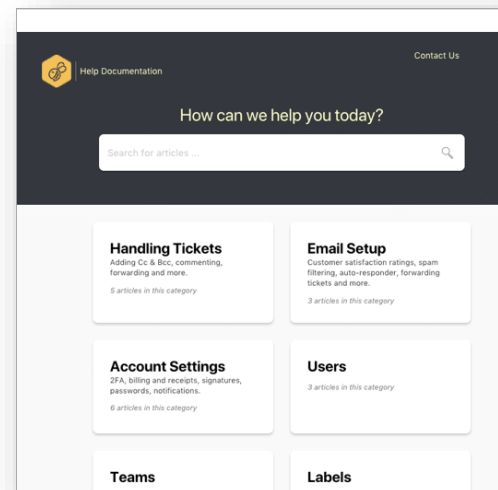 Contact Us
Help Documentation
How can we help you today?
Search for articles ...
Handling Tickets
Adding Cc & Bcc, commenting,
forwarding and more.
5 articles in this category
Email Setup
Customer satisfaction ratings, spam
filtering, auto-responder, forwarding
tickets and more.
3 articles in this category
Account Settings
2FA, billing and receipts, signatures,
passwords, notifications.
6 articles in this category
Users
3 articles in this category
Teams
Labels